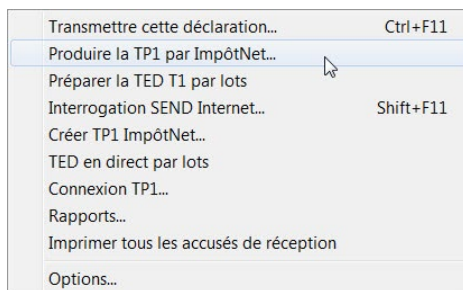 Transmettre cette déclaration... Ctrl+F11
Produire la TP1 par ImpôtNet...
Préparer la TED T1 par lots
Interrogation SEND Internet... Shift+F11
Créer TP1 ImpôtNet...
TED en direct par lots
Connexion TP1...
Rapports...
Imprimer tous les accusés de réception
Options...